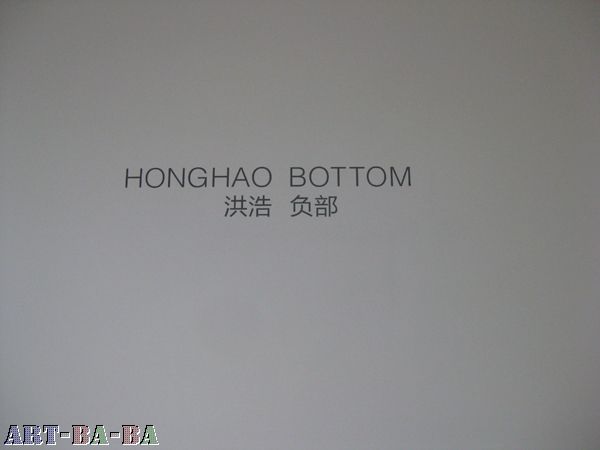 HONGHAO BOTTOM
洪浩 负部
ART-BA-BA